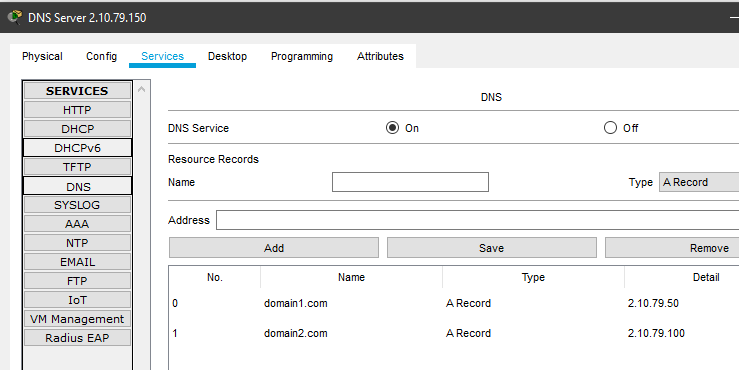 DNS Server 2.10.79.150
Physical Config Services Desktop Programming Attributes
SERVICES
HTTP
DHCP
DHCPv6
TFTP
DNS
SYSLOG
AAA
NTP
EMAIL
FTP
IoT
VM Management
Radius EAP
DNS
DNS Service On Off
Resource Records
Name Type A Record
Address
Add Save Remove
No. Name Type Detail
0 domain1.com A Record 2.10.79.50
1 domain2.com A Record 2.10.79.100